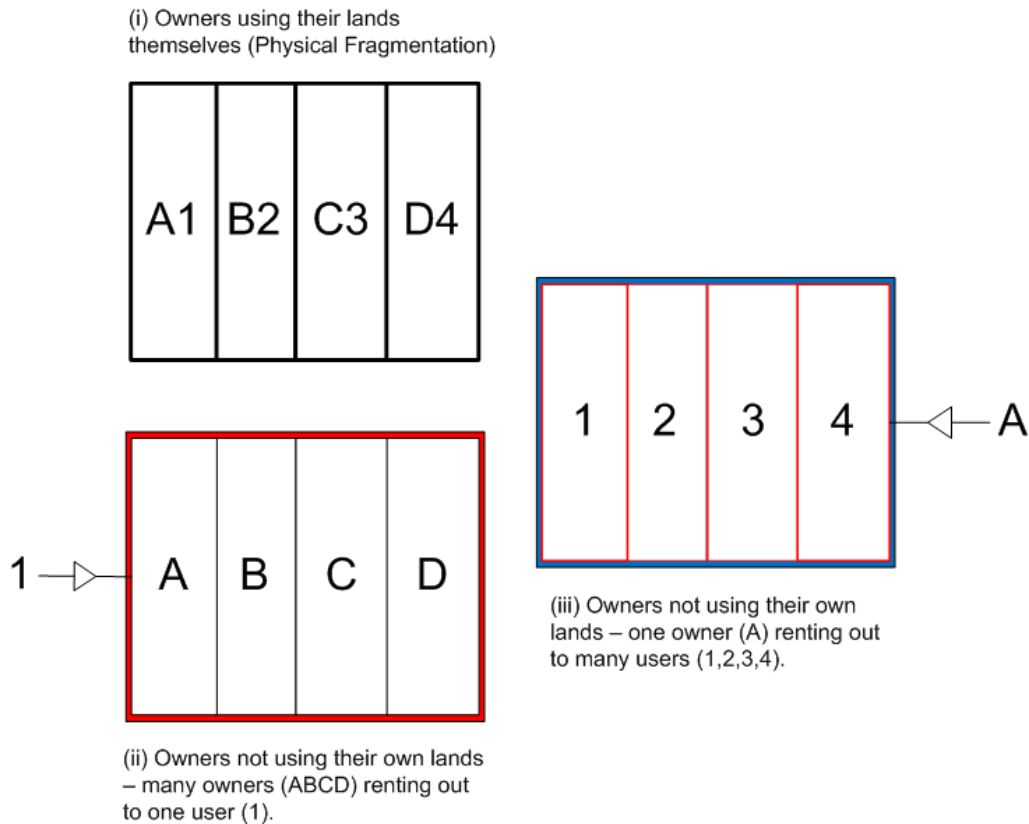 (i) Owners using their lands
themselves (Physical Fragmentation)
A1 B2 C3 D4
1 2 3 4 A
1 A B C D
(iii) Owners not using their own
lands – one owner (A) renting out
to many users (1,2,3,4).
(ii) Owners not using their own lands
– many owners (ABCD) renting out
to one user (1).